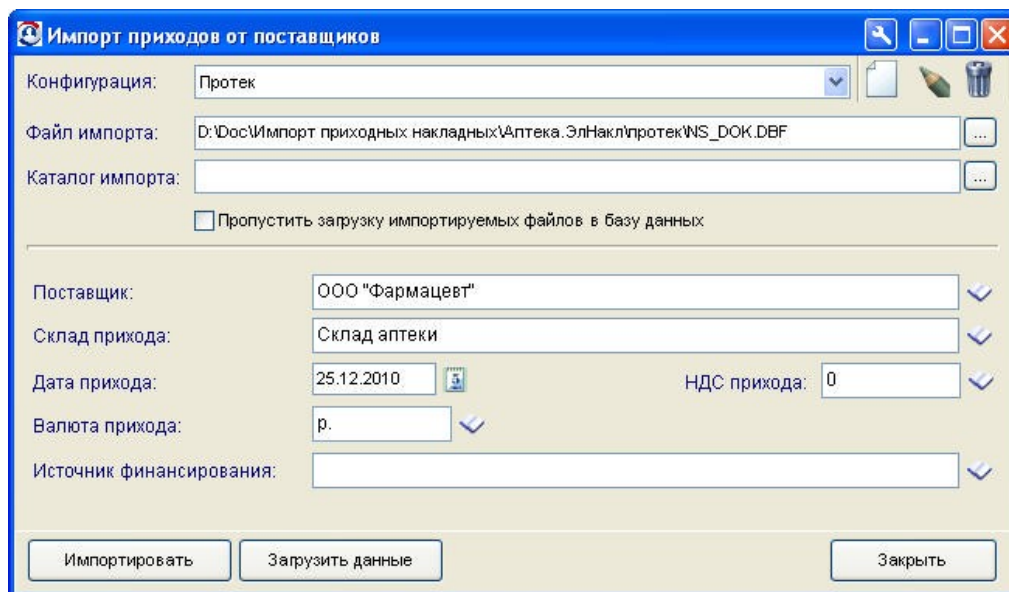 Импорт приходов от поставщиков
Конфигурация: Протек
Файл импорта: D:\Doc\Импорт приходных накладных\Аптека.ЭлНакл\протек\NS_DOK.DBF ...
Каталог импорта: ...
Пропустить загрузку импортируемых файлов в базу данных
Поставщик: ООО "Фармацевт"
Склад прихода: Склад аптеки
Дата прихода: 25.12.2010 5 НДС прихода: 0
Валюта прихода: р.
Источник финансирования:
Импортировать Загрузить данные Закрыть